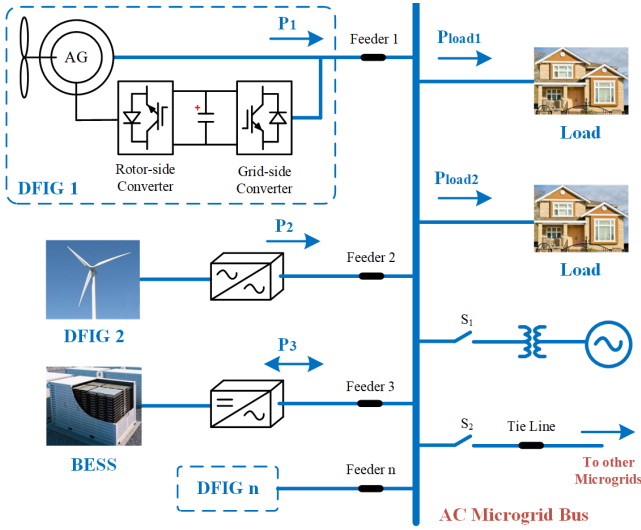 P1
Feeder 1
Pload1
AG
+
Load
Rotor-side
Converter
Grid-side
Converter
DFIG 1
Pload2
P2
Feeder 2
Load
DFIG 2
S1
P3
Feeder 3
S2
Tie Line
BESS
To other
Microgrids
Feeder n
DFIG n
AC Microgrid Bus